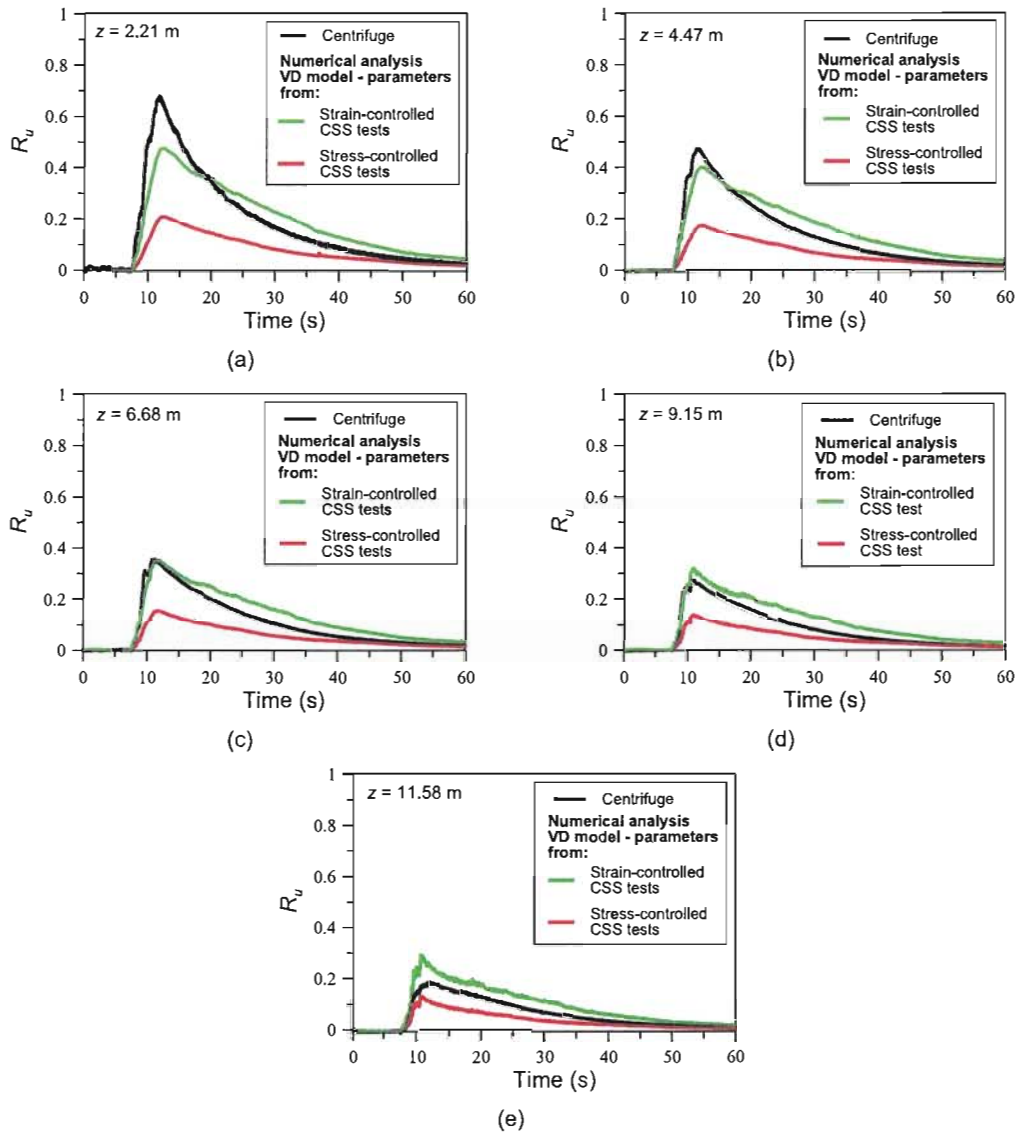 1
z = 2.21 m
Centrifuge
Numerical analysis
VD model - parameters
from:
Strain-controlled
CSS tests
Stress-controlled
CSS tests
0.8
0.6
0.4
0.2
0
R_u
0 10 20 30 40 50 60
Time (s)
(a)
1
z = 4.47 m
Centrifuge
Numerical analysis
VD model - parameters
from:
Strain-controlled
CSS tests
Stress-controlled
CSS tests
0.8
0.6
0.4
0.2
0
R_u
0 10 20 30 40 50 60
Time (s)
(b)
1
z = 6.68 m
Centrifuge
Numerical analysis
VD model - parameters
from:
Strain-controlled
CSS tests
Stress-controlled
CSS tests
0.8
0.6
0.4
0.2
0
R_u
0 10 20 30 40 50 60
Time (s)
(c)
1
z = 9.15 m
Centrifuge
Numerical analysis
VD model - parameters
from:
Strain-controlled
CSS test
Stress-controlled
CSS test
0.8
0.6
0.4
0.2
0
R_u
0 10 20 30 40 50 60
Time (s)
(d)
1
z = 11.58 m
Centrifuge
Numerical analysis
VD model - parameters
from:
Strain-controlled
CSS tests
Stress-controlled
CSS tests
0.8
0.6
0.4
0.2
0
R_u
0 10 20 30 40 50 60
Time (s)
(e)